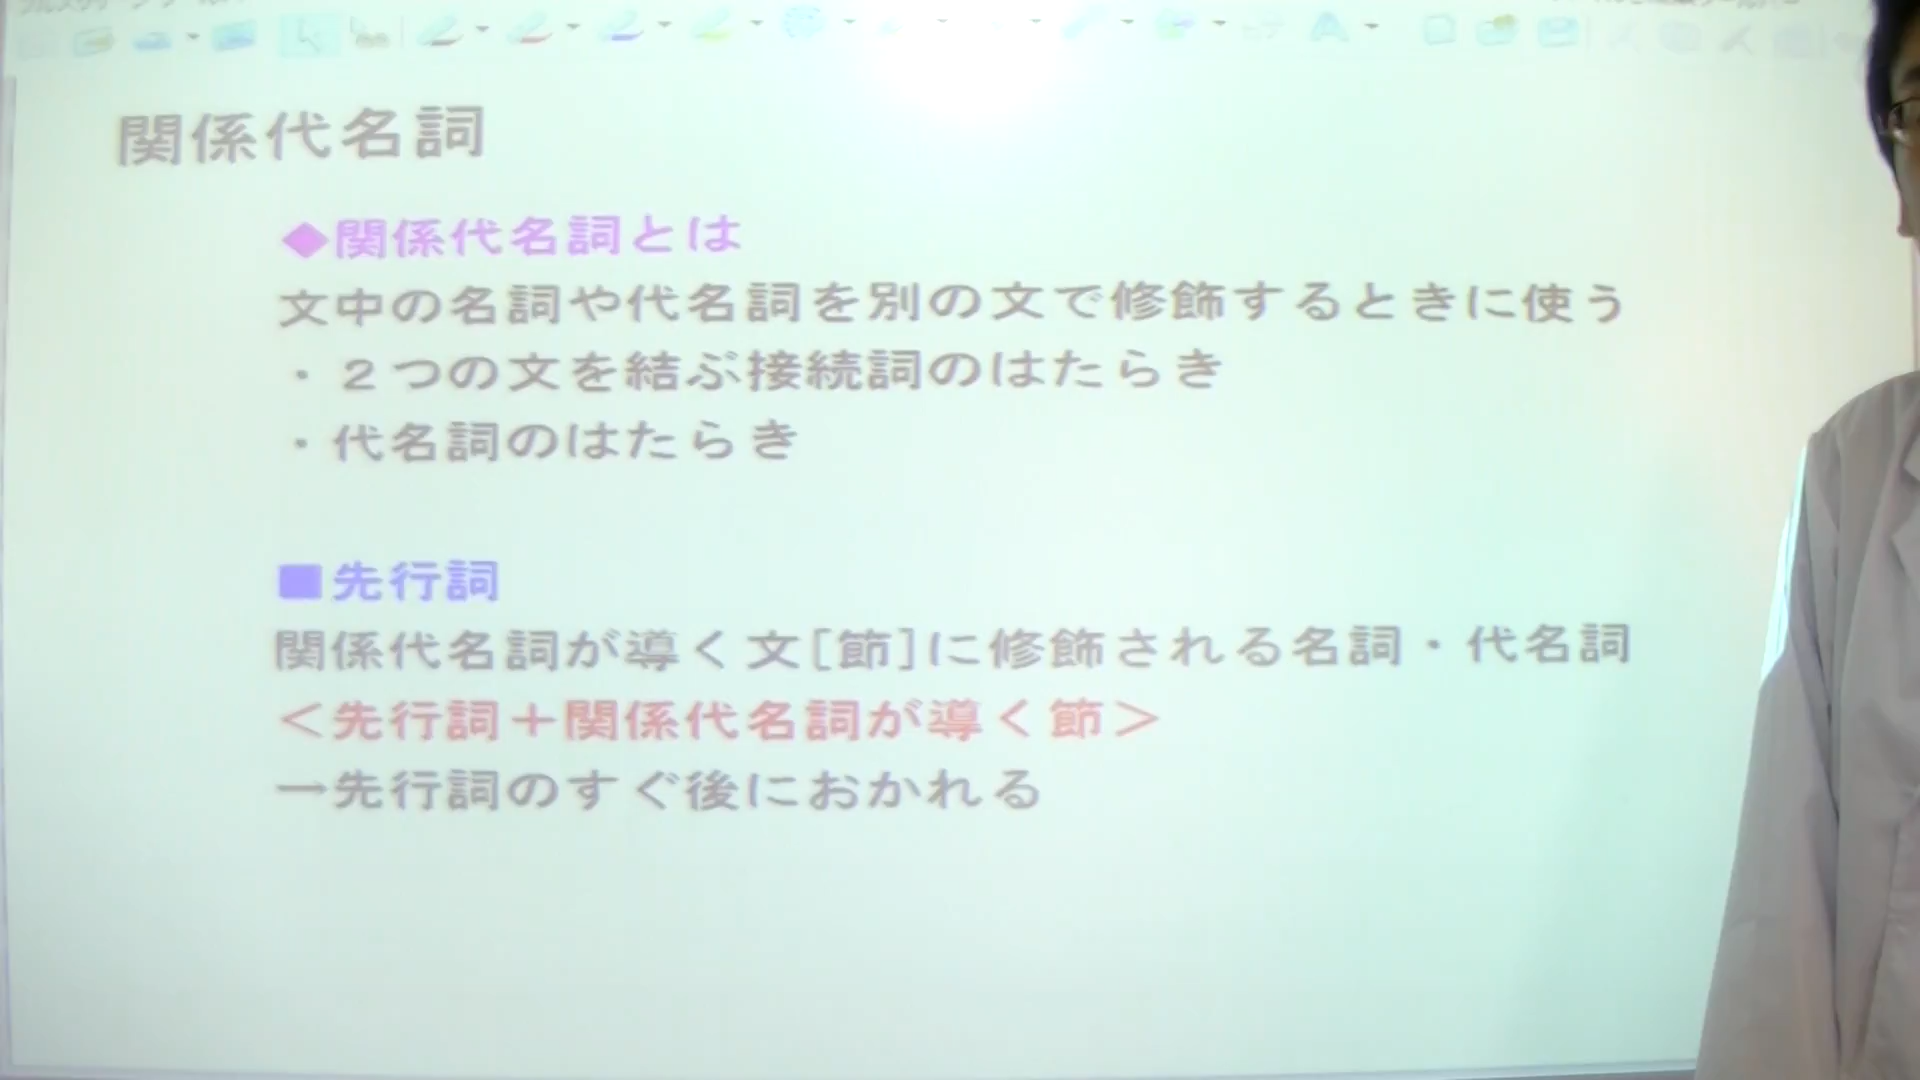 関係代名詞
◆関係代名詞とは
文中の名詞や代名詞を別の文で修飾するときに使う
・２つの文を結ぶ接続詞のはたらき
・代名詞のはたらき
■先行詞
関係代名詞が導く文[節]に修飾される名詞・代名詞
＜先行詞＋関係代名詞が導く節＞
→先行詞のすぐ後におかれる